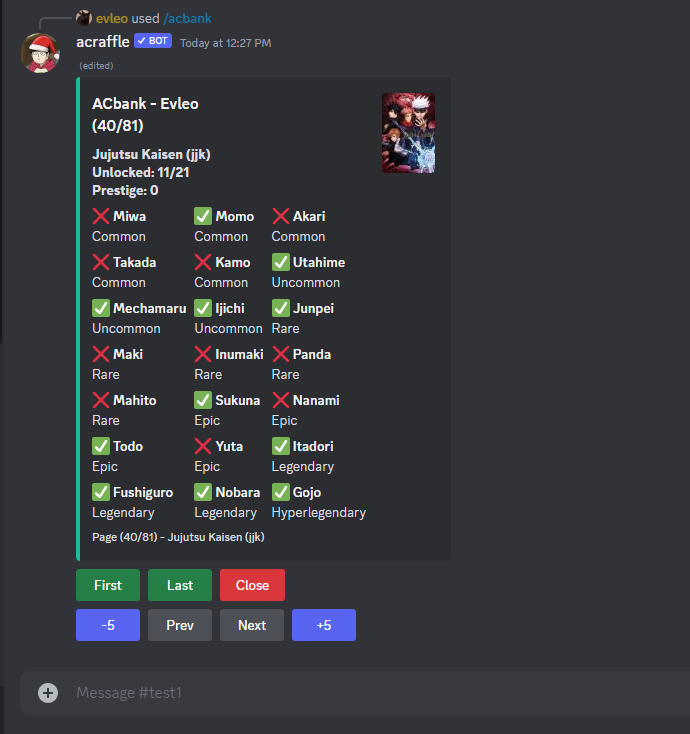 evleo used /acbank
acraffle ✓ BOT Today at 12:27 PM
(edited)
ACbank - Evleo
(40/81)
Jujutsu Kaisen (jjk)
Unlocked: 11/21
Prestige: 0
❌ Miwa ✅ Momo ❌ Akari
Common Common Common
❌ Takada ❌ Kamo ✅ Utahime
Common Common Uncommon
✅ Mechamaru ✅ Ijichi ✅ Junpei
Uncommon Uncommon Rare
❌ Maki ❌ Inumaki ❌ Panda
Rare Rare Rare
❌ Mahito ✅ Sukuna ❌ Nanami
Rare Epic Epic
✅ Todo ❌ Yuta ✅ Itadori
Epic Epic Legendary
✅ Fushiguro ✅ Nobara ✅ Gojo
Legendary Legendary Hyperlegendary
Page (40/81) - Jujutsu Kaisen (jjk)
First Last Close
-5 Prev Next +5
Message #test1